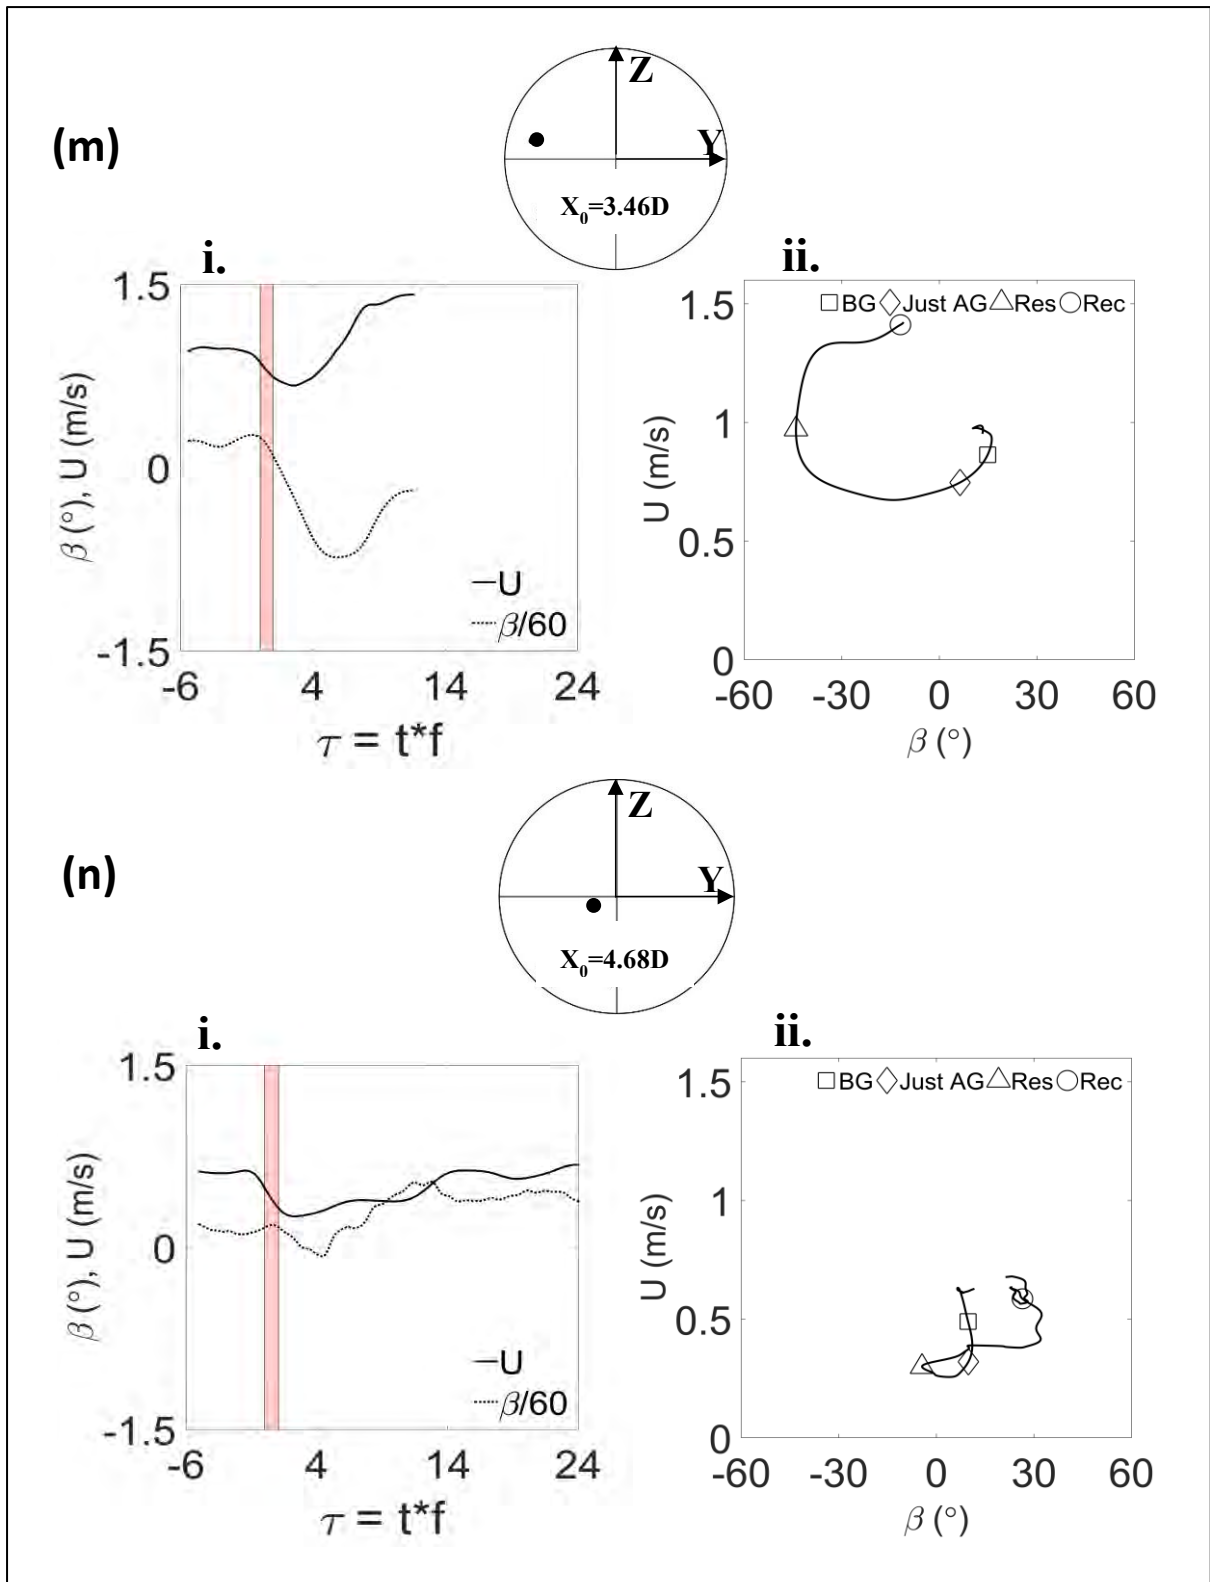 Z
(m)
Y
X₀=3.46D
i.
ii.
1.5
0
-1.5
β (°), U (m/s)
U
β/60
-6 4 14 24
τ = t*f
BG Just AG Res Rec
1.5
1
0.5
0
U (m/s)
-60 -30 0 30 60
β (°)
Z
(n)
Y
X₀=4.68D
i.
ii.
1.5
0
-1.5
β (°), U (m/s)
U
β/60
-6 4 14 24
τ = t*f
BG Just AG Res Rec
1.5
1
0.5
0
U (m/s)
-60 -30 0 30 60
β (°)